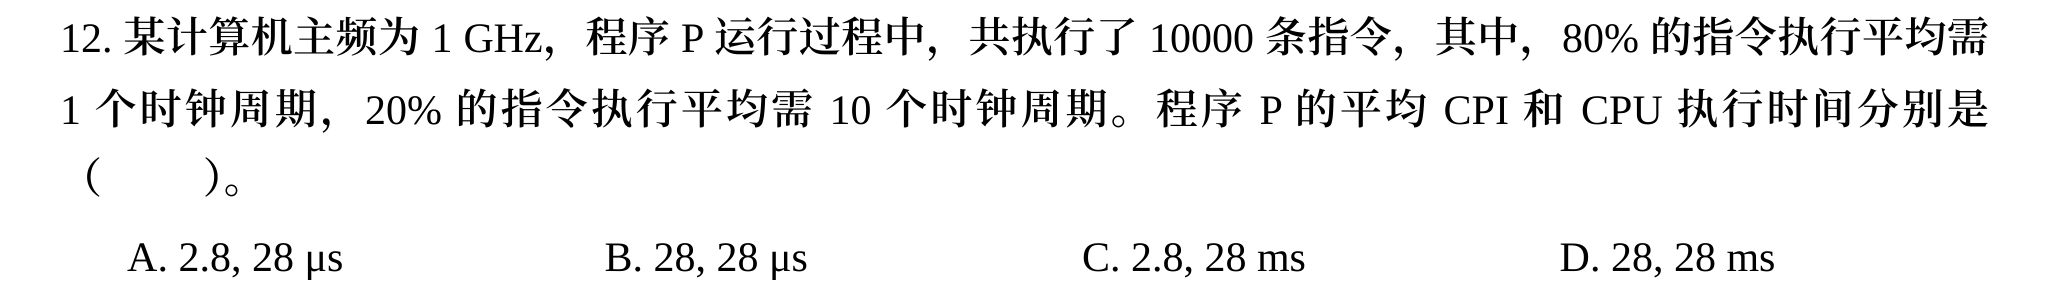 12. 某计算机主频为 1 GHz，程序 P 运行过程中，共执行了 10000 条指令，其中，80% 的指令执行平均需
1 个时钟周期，20% 的指令执行平均需 10 个时钟周期。程序 P 的平均 CPI 和 CPU 执行时间分别是
（　　）。
A. 2.8, 28 μs  B. 28, 28 μs  C. 2.8, 28 ms  D. 28, 28 ms